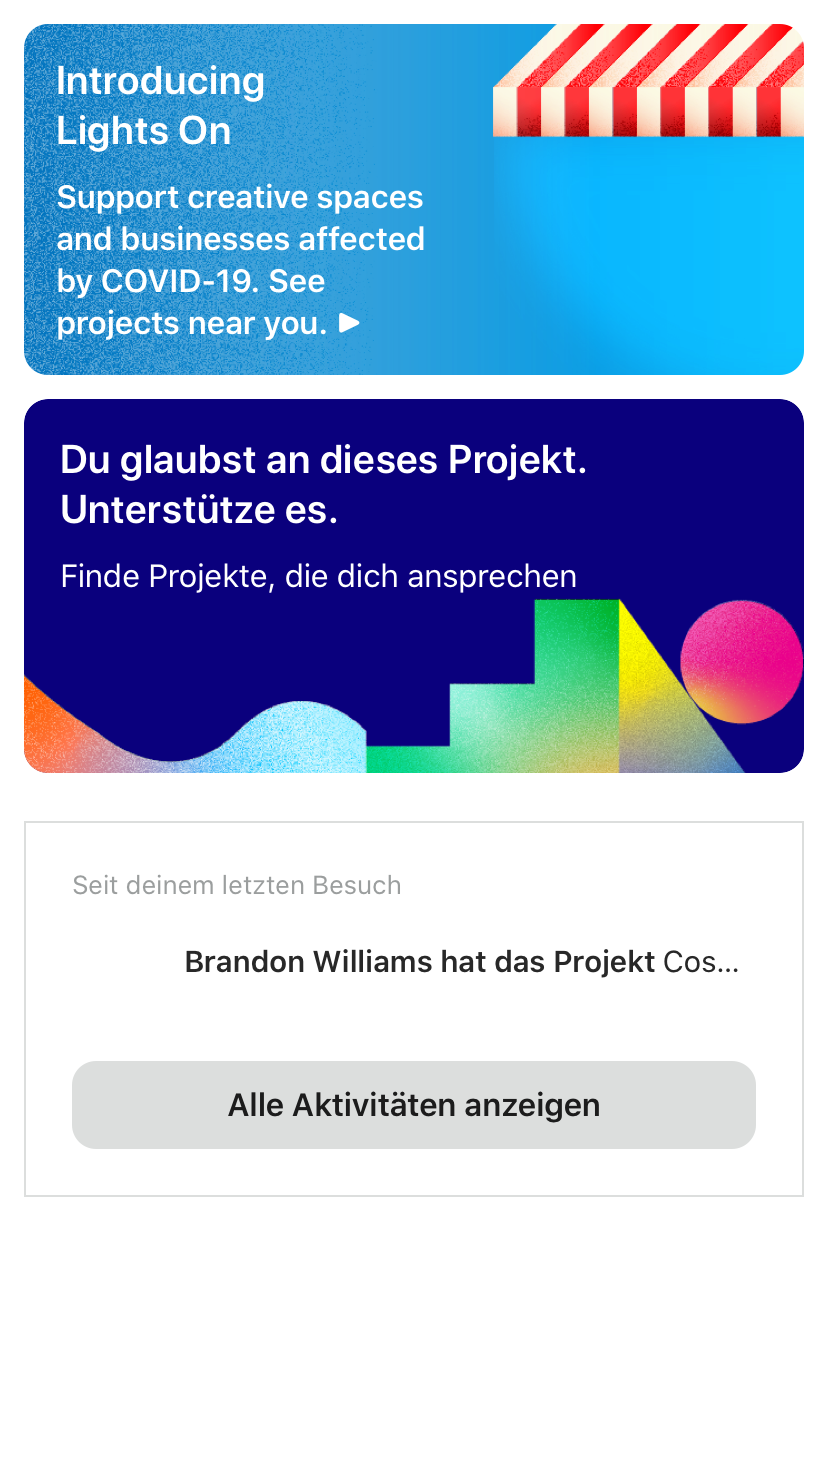 Introducing
Lights On
Support creative spaces
and businesses affected
by COVID-19. See
projects near you.
Du glaubst an dieses Projekt.
Unterstütze es.
Finde Projekte, die dich ansprechen
Seit deinem letzten Besuch
Brandon Williams hat das Projekt Cos...
Alle Aktivitäten anzeigen